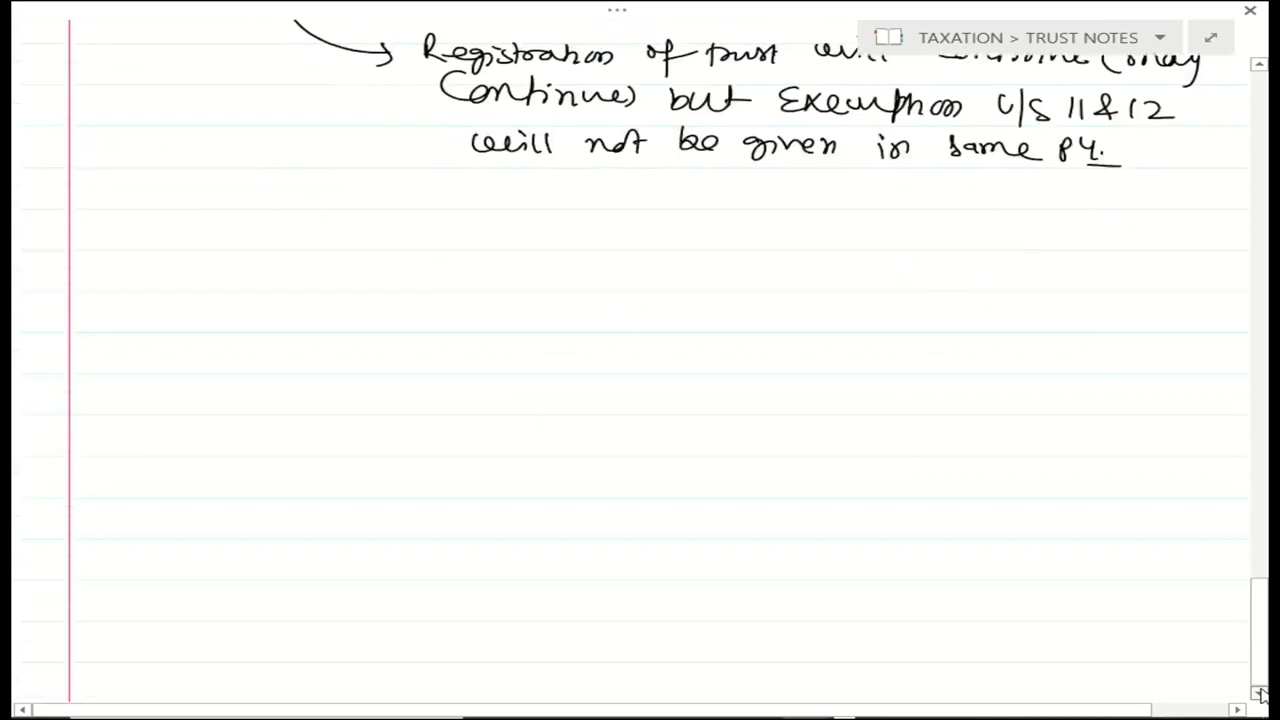 TAXATION > TRUST NOTES
Registration of trust will (may
Continue) but Exemption U/S 11 & 12
will not be given in same PY.